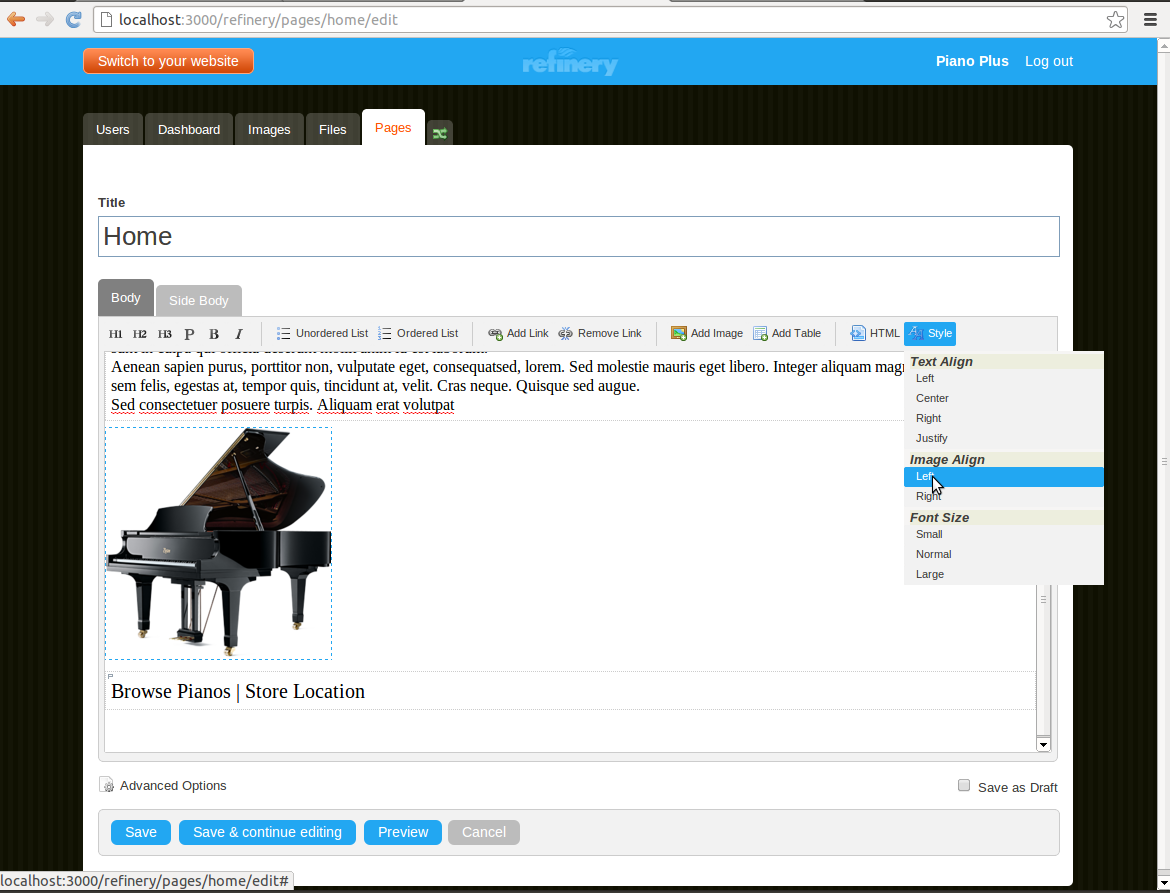 localhost:3000/refinery/pages/home/edit
Switch to your website
refinery
Piano Plus Log out
Users Dashboard Images Files Pages
Title
Home
Body Side Body
H1 H2 H3 P B I Unordered List Ordered List Add Link Remove Link Add Image Add Table HTML Style
Aenean sapien purus, porttitor non, vulputate eget, consequatsed, lorem. Sed molestie mauris eget libero. Integer aliquam
sem felis, egestas at, tempor quis, tincidunt at, velit. Cras neque. Quisque sed augue.
Sed consectetuer posuere turpis. Aliquam erat volutpat
Text Align
Left
Center
Right
Justify
Image Align
Left
Right
Font Size
Small
Normal
Large
P
Browse Pianos | Store Location
Advanced Options
Save as Draft
Save Save & continue editing Preview Cancel
localhost:3000/refinery/pages/home/edit#